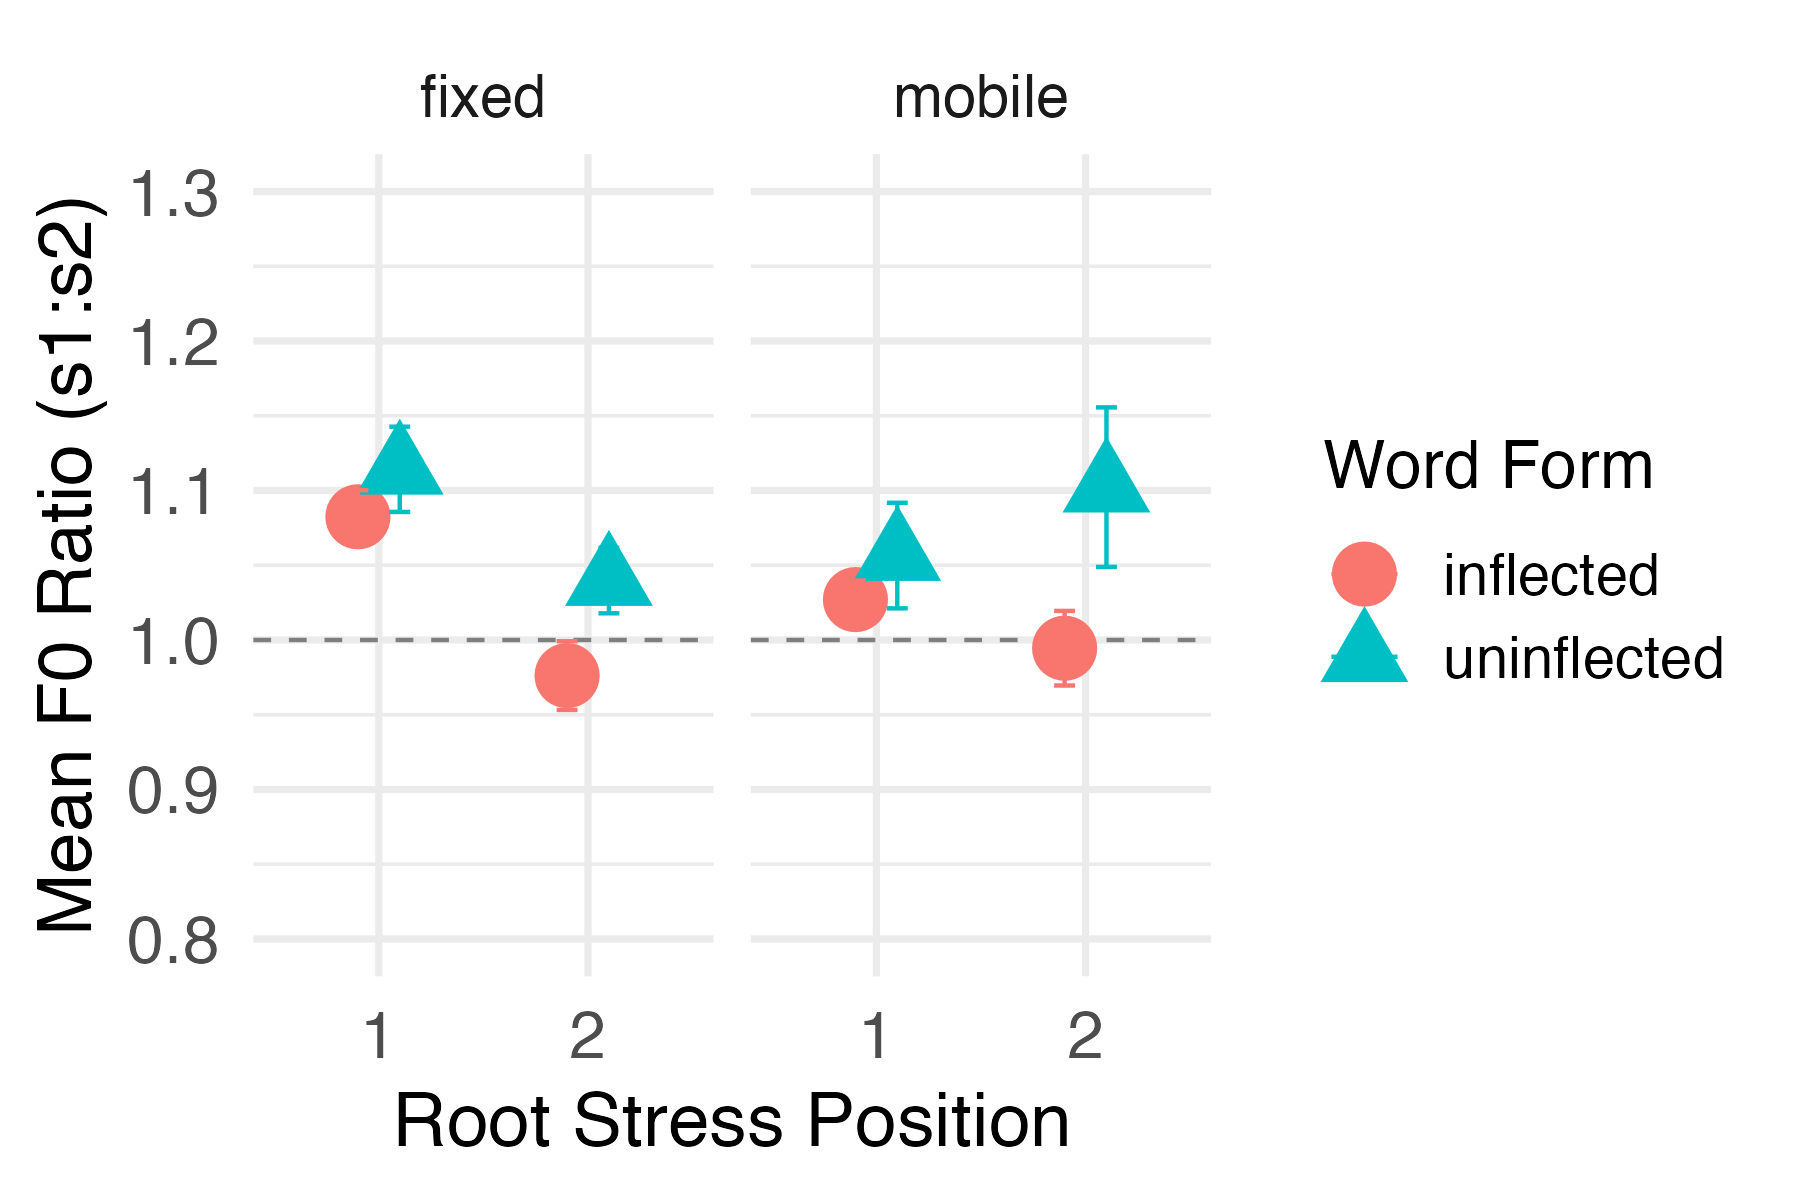 fixed
mobile
Mean F0 Ratio (s1:s2)
1.3
1.2
1.1
1.0
0.9
0.8
1
2
1
2
Root Stress Position
Word Form
inflected
uninflected